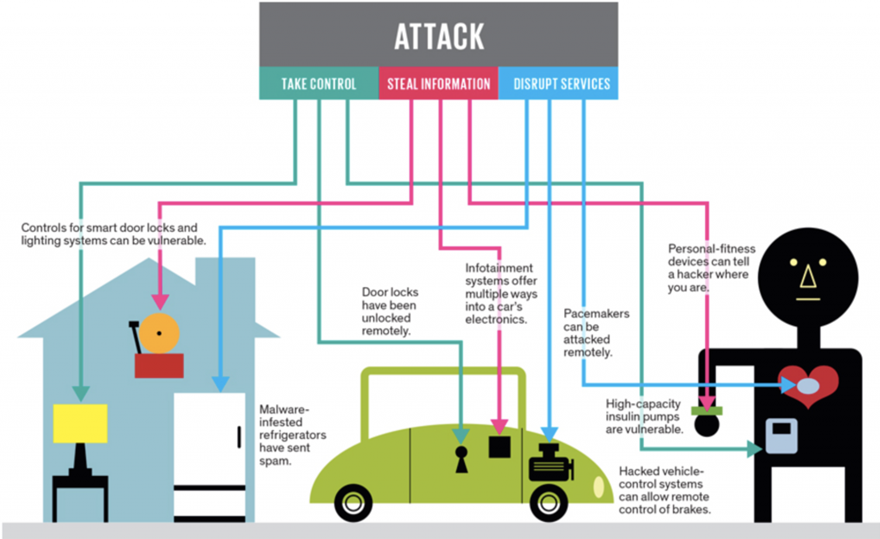 ATTACK
TAKE CONTROL
STEAL INFORMATION
DISRUPT SERVICES
Controls for smart door locks and
lighting systems can be vulnerable.
Door locks
have been
unlocked
remotely.
Infotainment
systems offer
multiple ways
into a car's
electronics.
Pacemakers
can be
attacked
remotely.
Personal-fitness
devices can tell
a hacker where
you are.
Malware-
infested
refrigerators
have sent
spam.
High-capacity
insulin pumps
are vulnerable.
Hacked vehicle-
control systems
can allow remote
control of brakes.